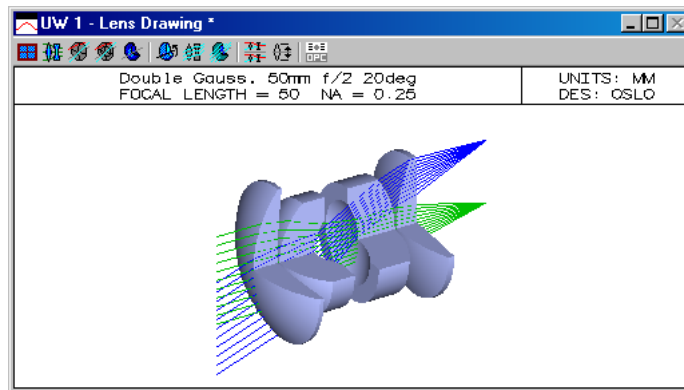 UW 1 - Lens Drawing *
Double Gauss. 50mm f/2 20deg
FOCAL LENGTH = 50 NA = 0.25
UNITS: MM
DES: OSLO